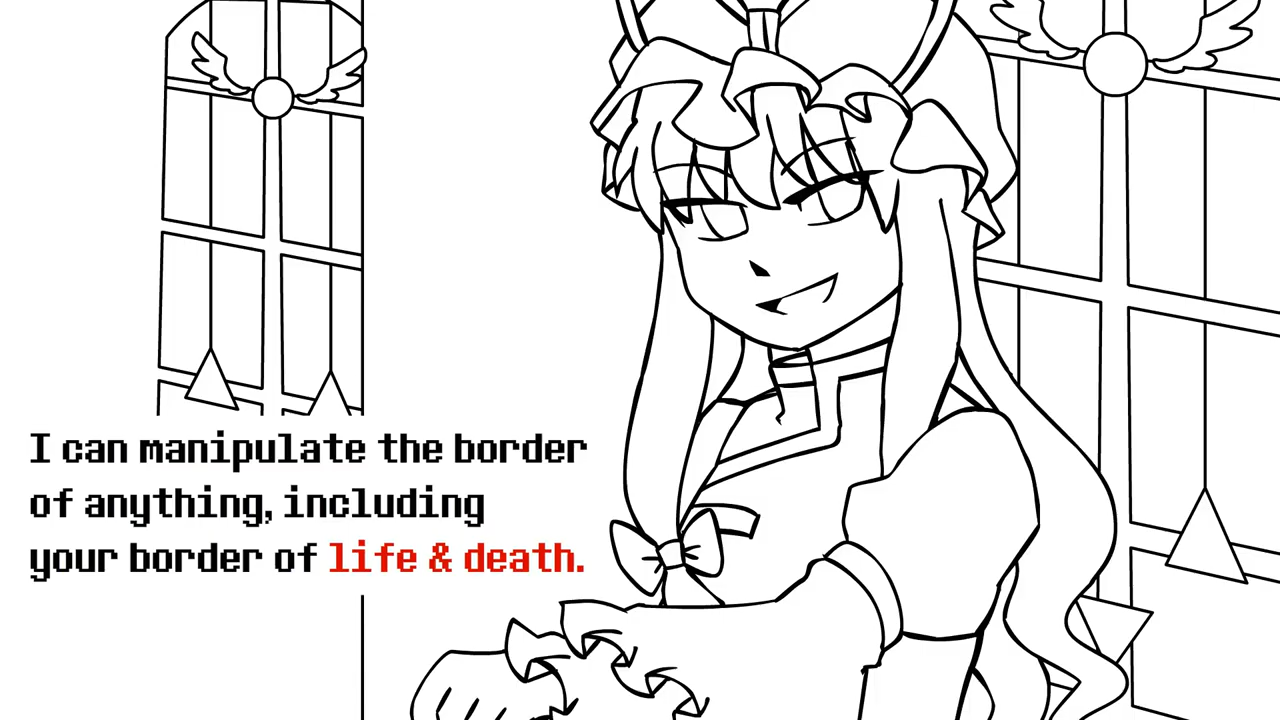 I can manipulate the border
of anything, including
your border of life & death.